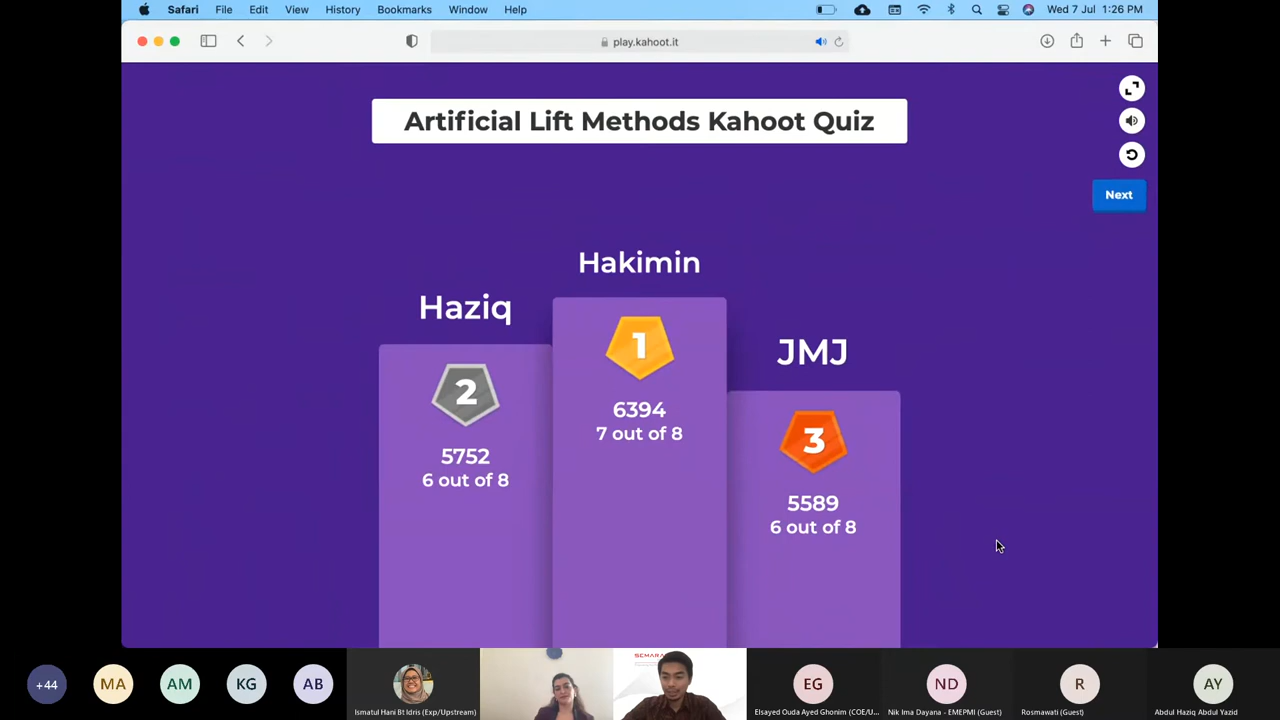 Safari File Edit View History Bookmarks Window Help Wed 7 Jul 1:26 PM
play.kahoot.it
Artificial Lift Methods Kahoot Quiz
Next
Hakimin
Haziq
JMJ
1
6394
7 out of 8
2
5752
6 out of 8
3
5589
6 out of 8
+44 MA AM KG AB EG ND R AY
Ismatul Hani Bt Idris (Exp/Upstream) Elsayed Ouda Ayed Ghonim (COE/U... Nik Ima Dayana - EMEPMI (Guest) Rosmawati (Guest) Abdul Haziq Abdul Yazid